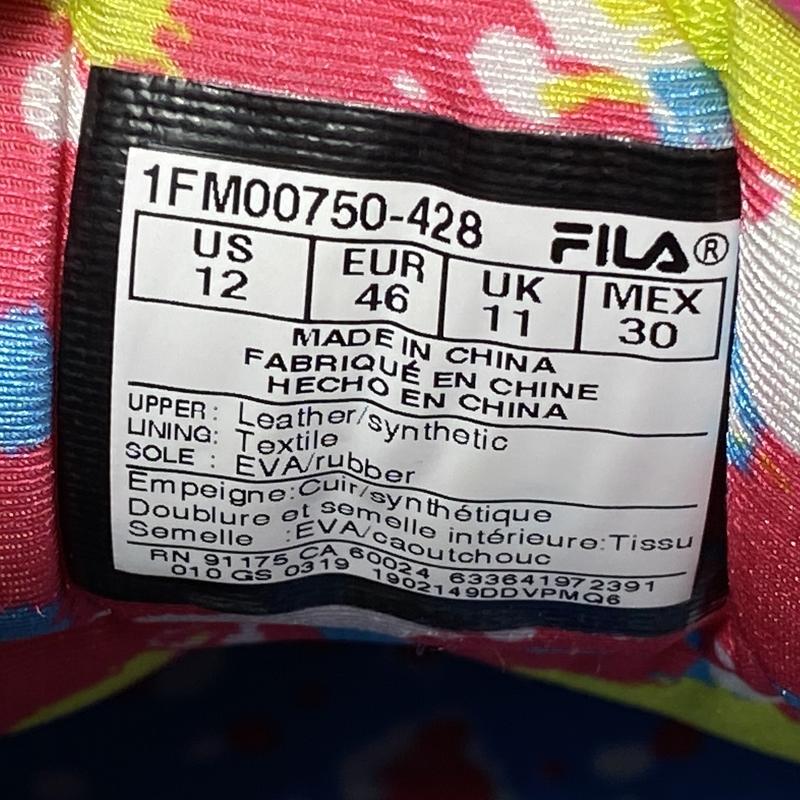 1FM00750-428
FILA®
US EUR UK MEX
12 46 11 30
MADE IN CHINA
FABRIQUÉ EN CHINE
HECHO EN CHINA
UPPER: Leather/synthetic
LINING: Textile
SOLE : EVA/rubber
Empeigne:Cuir/synthétique
Doublure et semelle intérieure:Tissu
Semelle :EVA/caoutchouc
RN 91175 CA 60024 633641972391
010 GS 0319 1902149DDVPMQ6